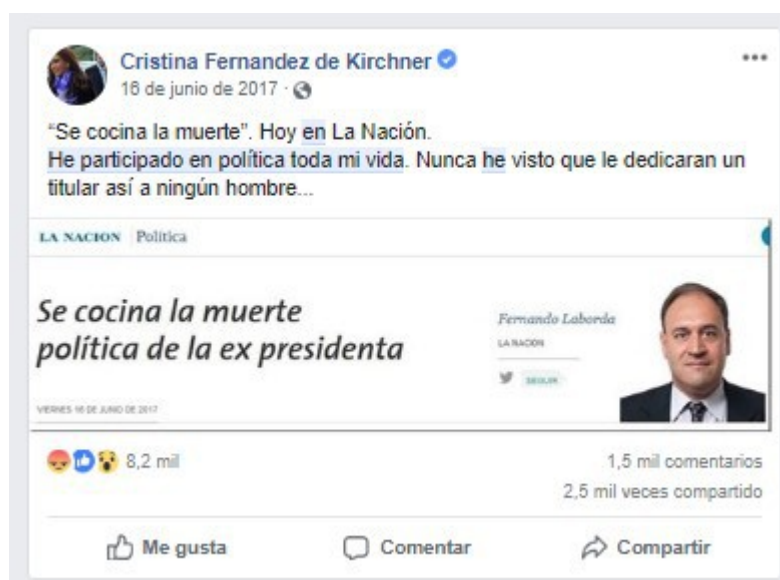 Cristina Fernandez de Kirchner
16 de junio de 2017
“Se cocina la muerte”. Hoy en La Nación.
He participado en política toda mi vida. Nunca he visto que le dedicaran un
titular así a ningún hombre...
LA NACION Política
Se cocina la muerte
política de la ex presidenta
Fernando Laborda
LA NACION
SEGUIR
VIERNES 16 DE JUNIO DE 2017
8,2 mil
1,5 mil comentarios
2,5 mil veces compartido
Me gusta
Comentar
Compartir